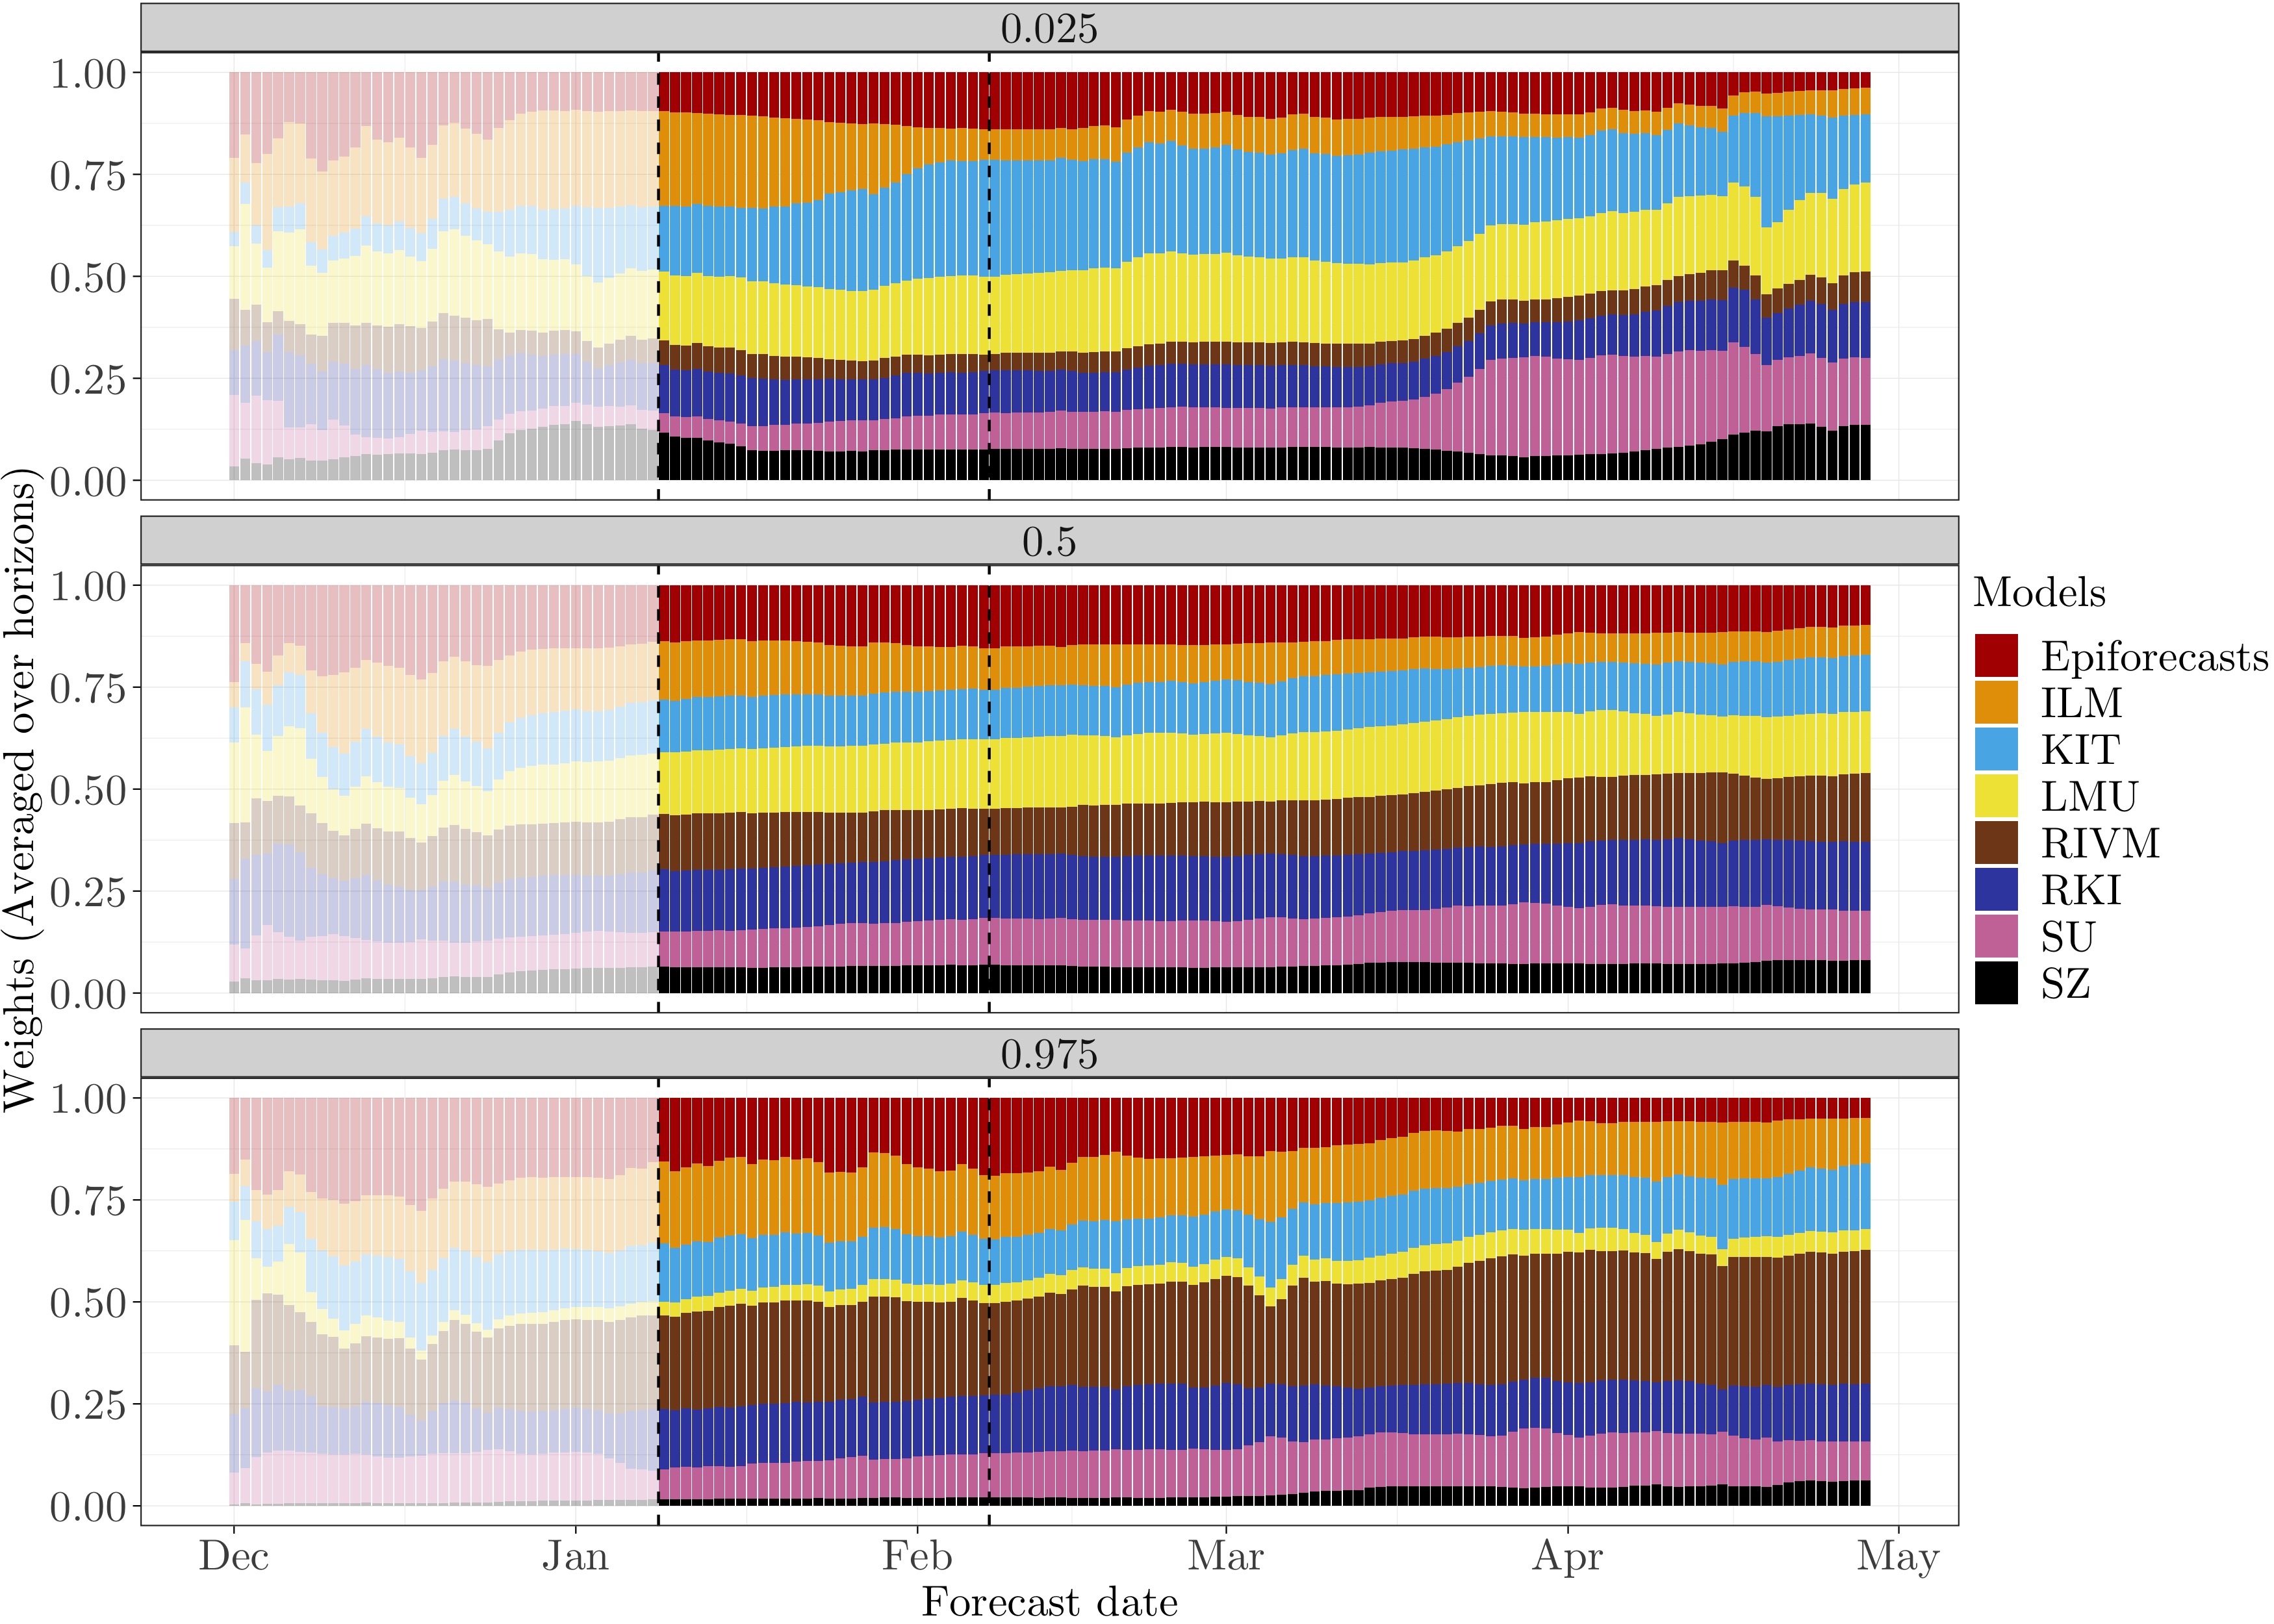 Weights (Averaged over horizons)
0.025
1.00
0.75
0.50
0.25
0.00
0.5
1.00
0.75
0.50
0.25
0.00
0.975
1.00
0.75
0.50
0.25
0.00
Dec Jan Feb Mar Apr May
Forecast date
Models
Epiforecasts
ILM
KIT
LMU
RIVM
RKI
SU
SZ